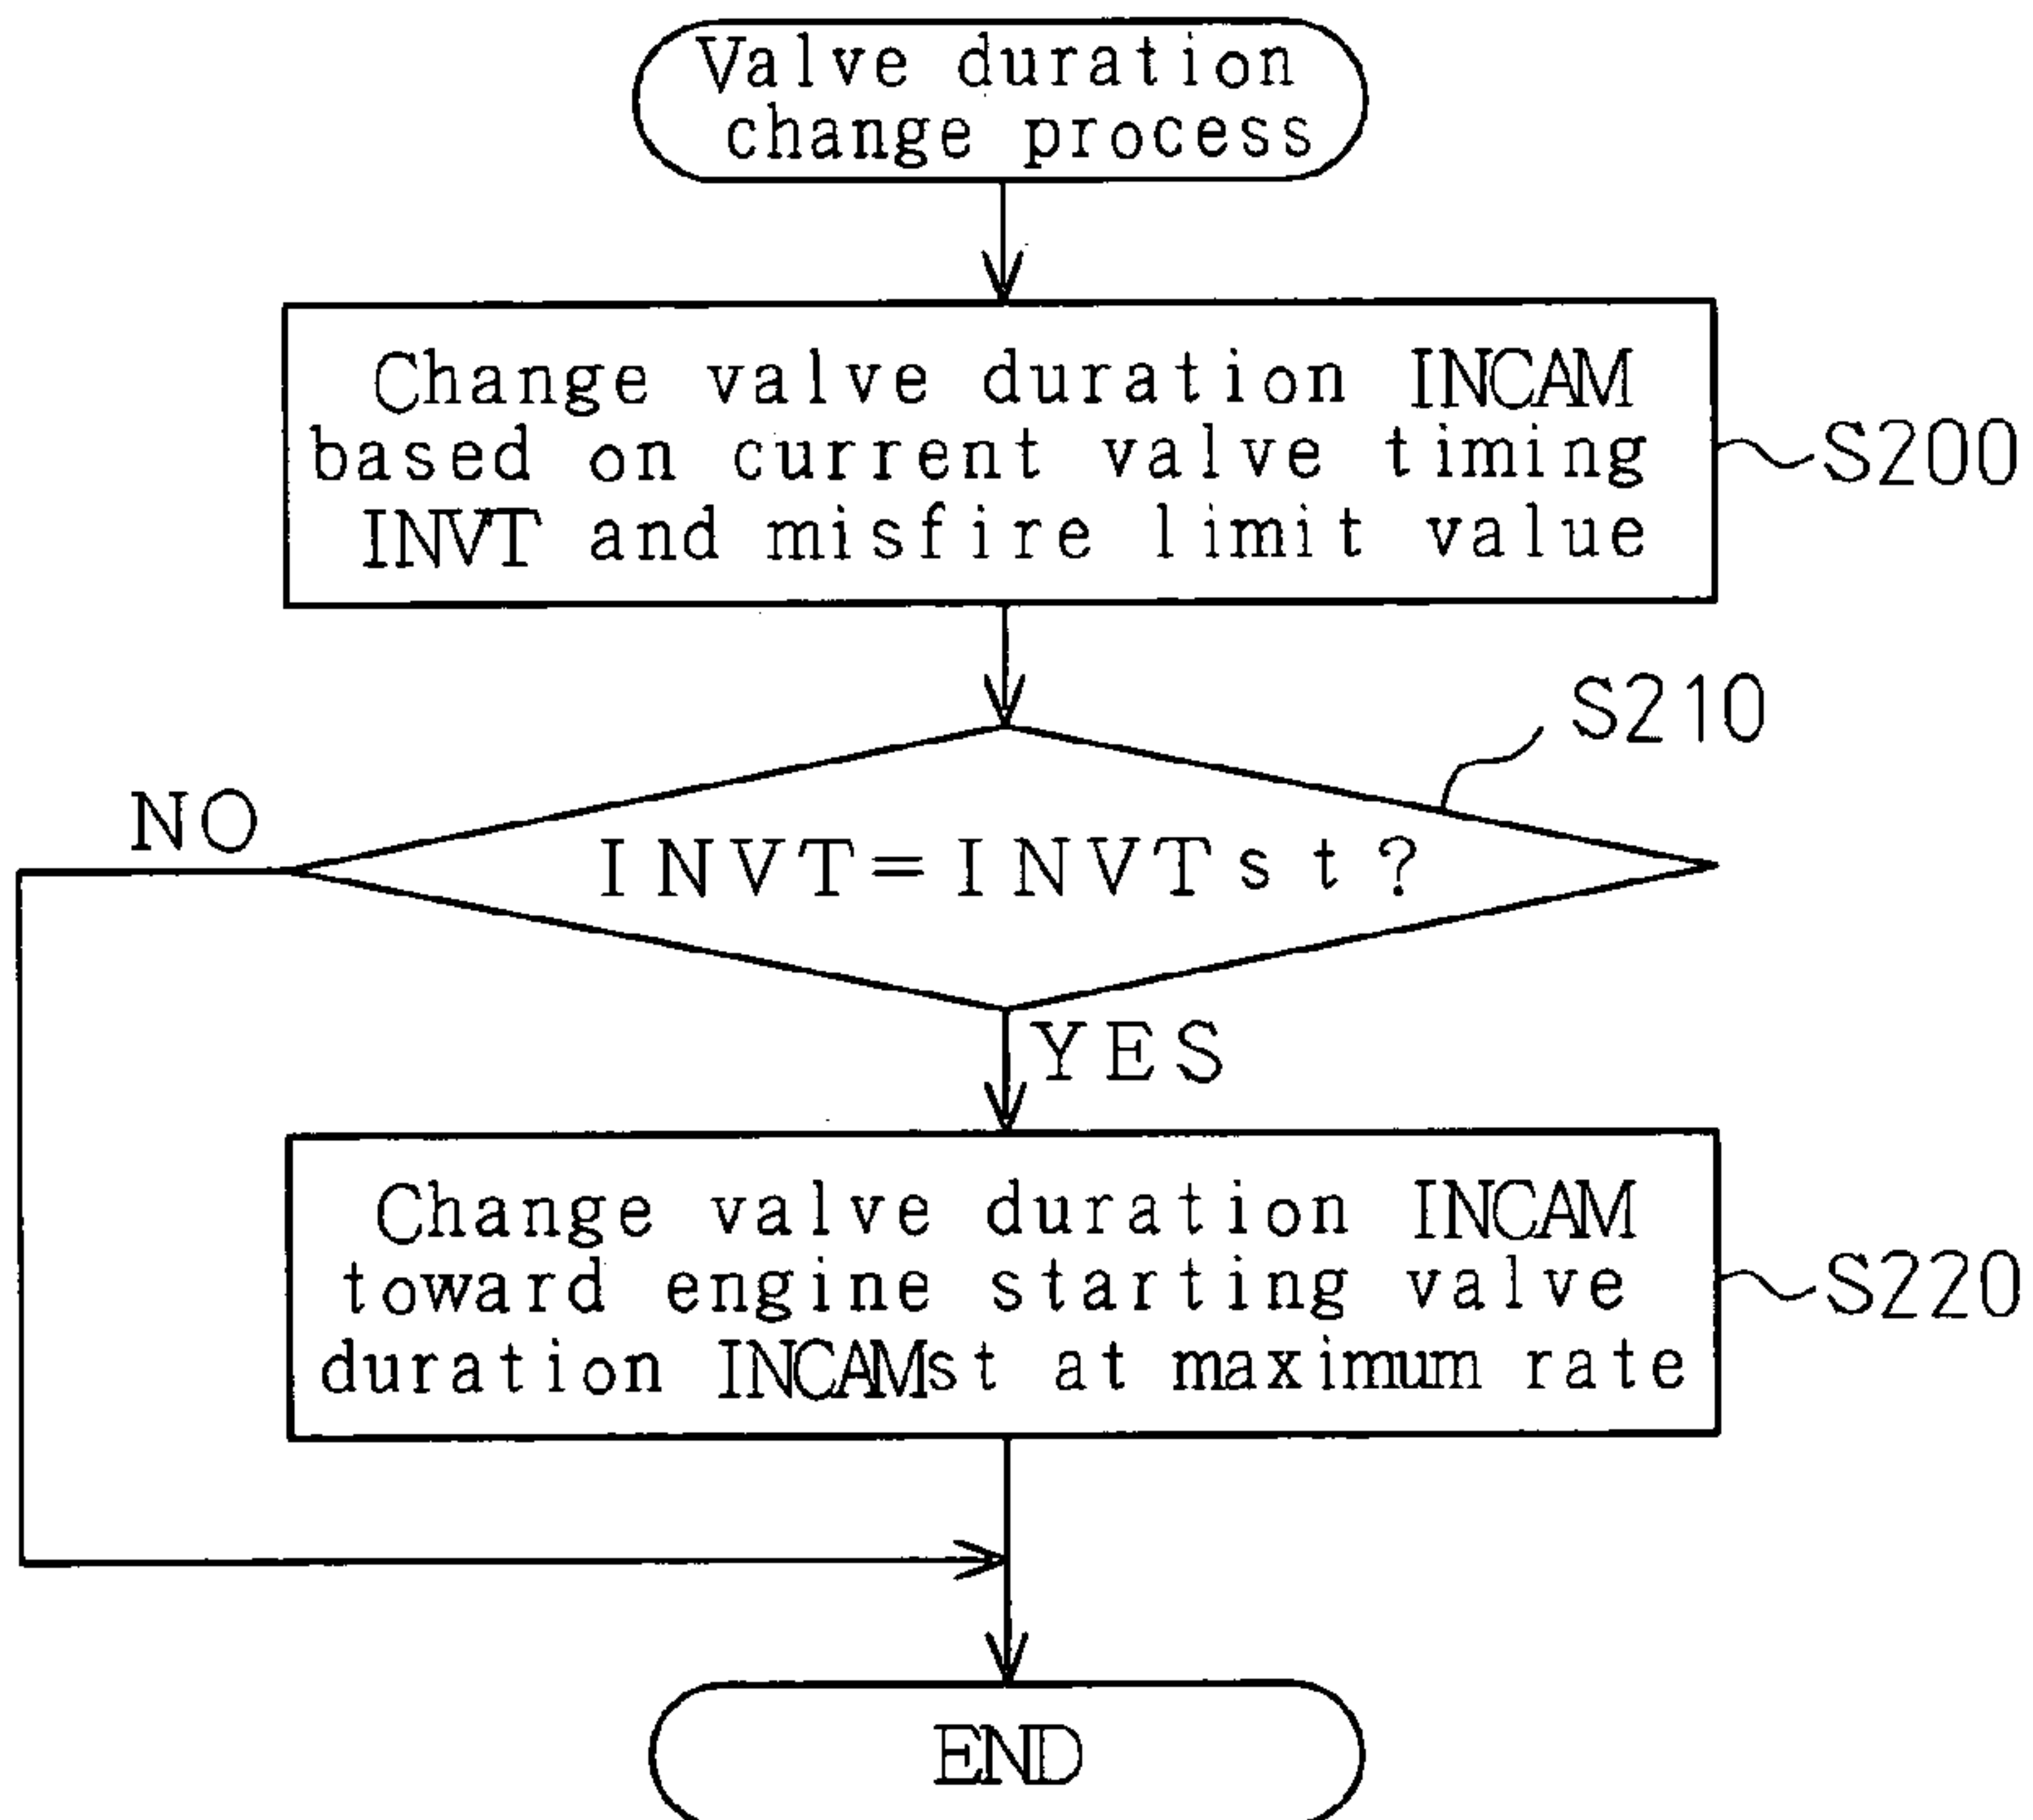 Valve duration
change process
Change valve duration INCAM
based on current valve timing
INVT and misfire limit value
S200
S210
NO
INVT=INVTst?
YES
Change valve duration INCAM
toward engine starting valve
duration INCAMst at maximum rate
S220
END